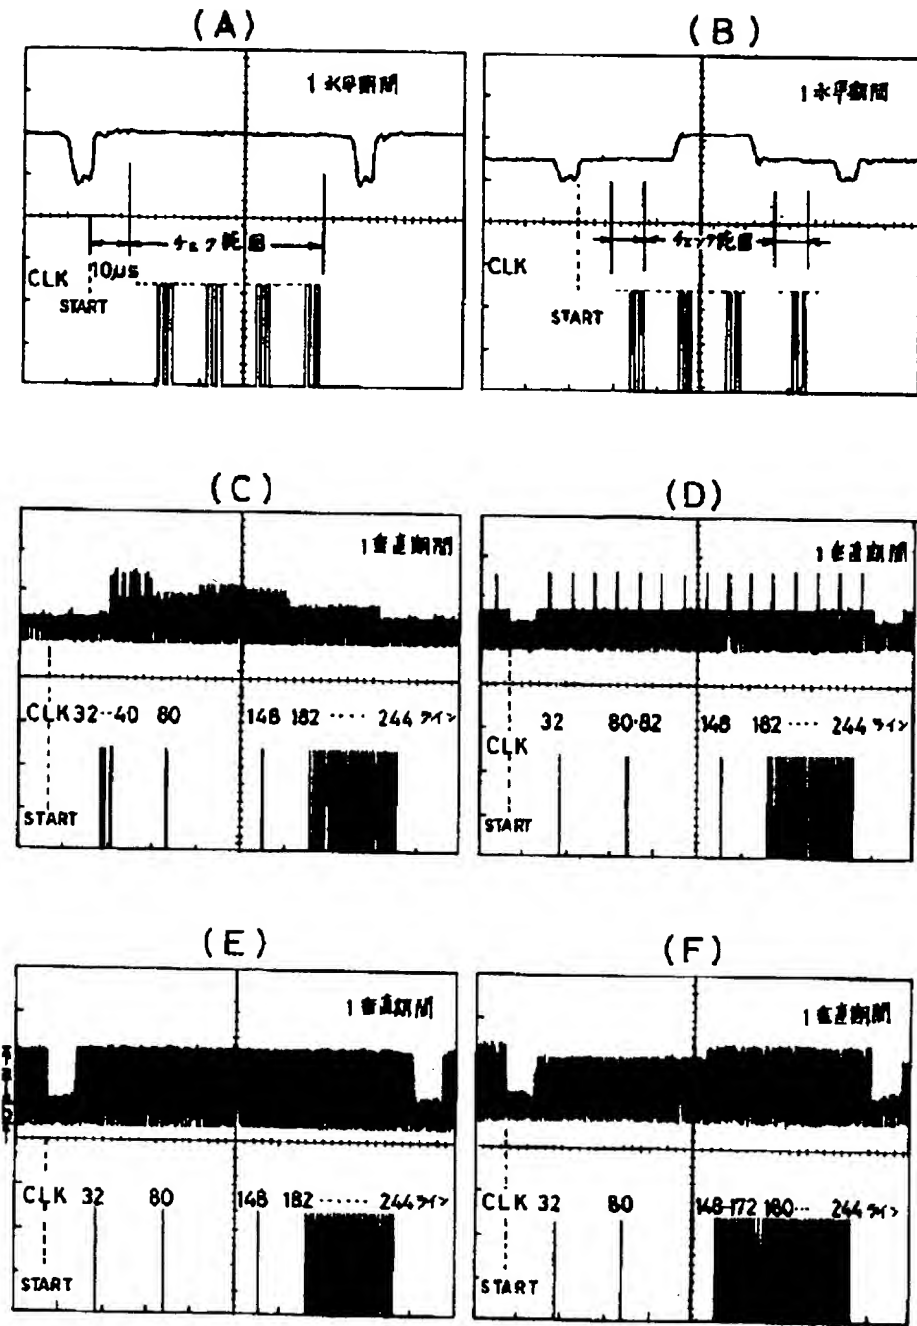 (A)
1水平期間
チェック範囲
10μs
CLK
START
(B)
1水平期間
チェック範囲
CLK
START
(C)
1垂直期間
CLK 32··40 80 148 182 ···· 244 ライン
START
(D)
1垂直期間
32 80·82 148 182 ···· 244 ライン
CLK
START
(E)
1垂直期間
CLK 32 80 148 182 ······ 244 ライン
START
(F)
1垂直期間
CLK 32 80 148-172 180··· 244 ライン
START